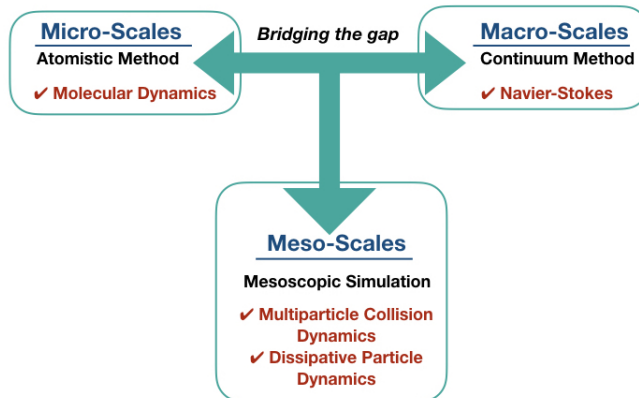 Micro-Scales
Atomistic Method
✔ Molecular Dynamics
Bridging the gap
Macro-Scales
Continuum Method
✔ Navier-Stokes
Meso-Scales
Mesoscopic Simulation
✔ Multiparticle Collision
Dynamics
✔ Dissipative Particle
Dynamics